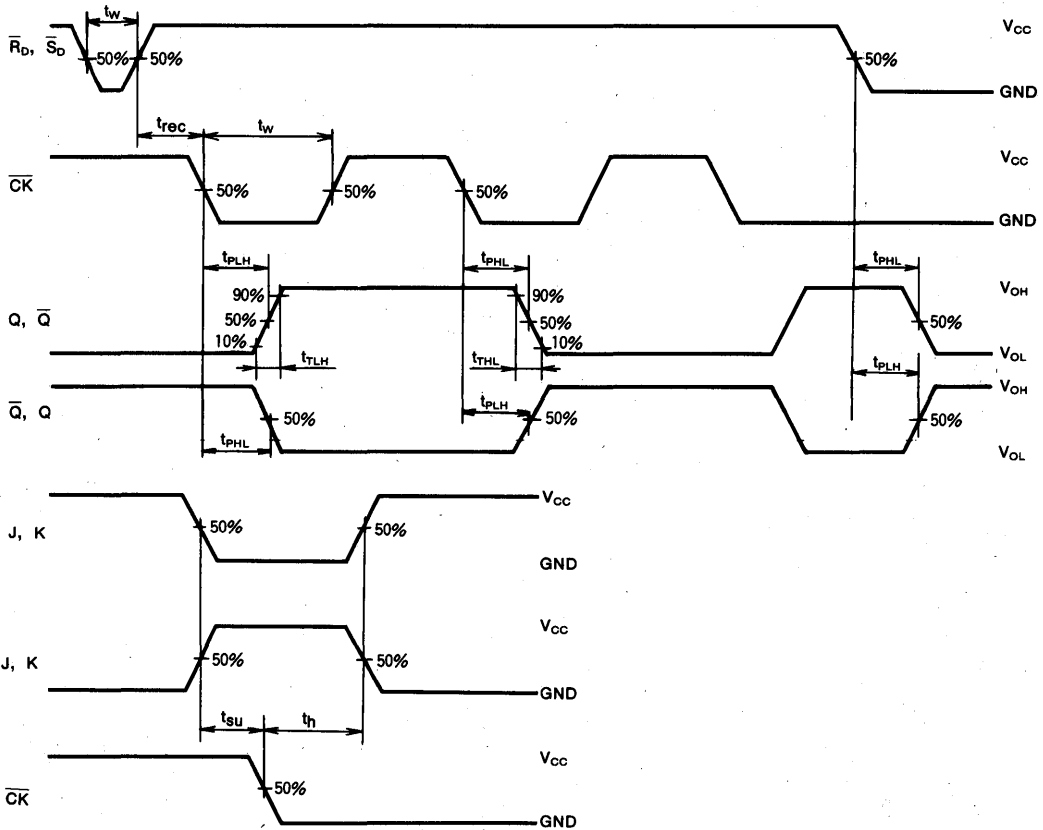 tw
R̅D, S̅D 50% 50% 50% VCC
GND
trec tw
C̅K̅ 50% 50% 50% VCC
GND
tPLH tPHL tPHL
Q, Q̅ 90% 90% VOH
50% 50% 50%
10% 10%
tTLH tTHL tPLH VOL
Q̅, Q 50% tPLH 50% 50% VOH
tPHL VOL
J, K 50% 50% VCC
GND
J, K 50% 50% VCC
GND
tsu th
C̅K̅ 50% VCC
GND